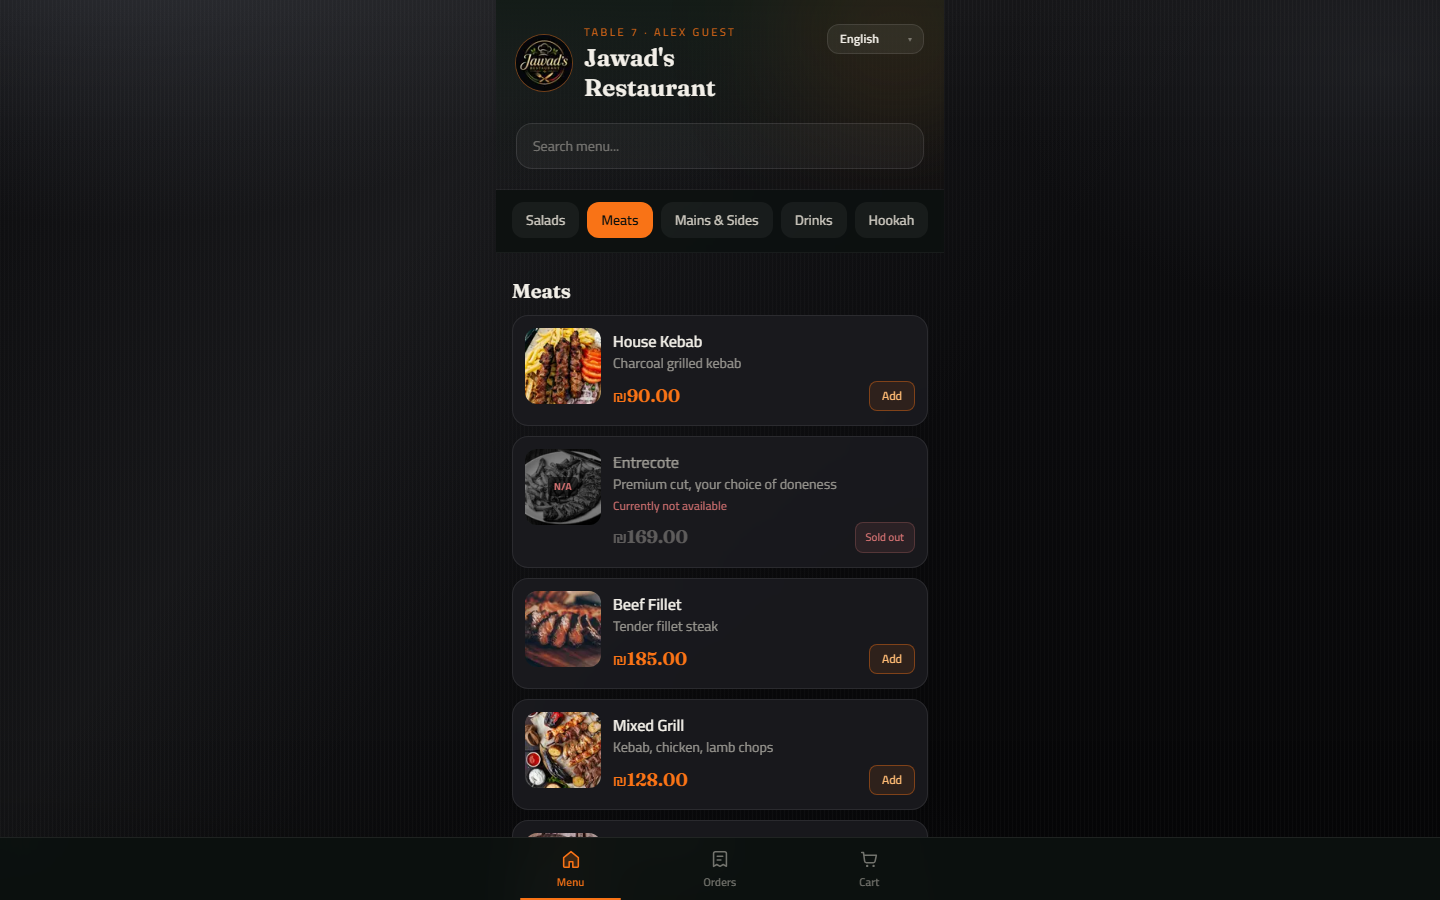 TABLE 7 · ALEX GUEST
Jawad's
Restaurant
Jawad's
English
Search menu...
Salads
Meats
Mains & Sides
Drinks
Hookah
Meats
House Kebab
Charcoal grilled kebab
₪90.00
Add
Entrecote
N/A
Premium cut, your choice of doneness
Currently not available
₪169.00
Sold out
Beef Fillet
Tender fillet steak
₪185.00
Add
Mixed Grill
Kebab, chicken, lamb chops
₪128.00
Add
Menu
Orders
Cart